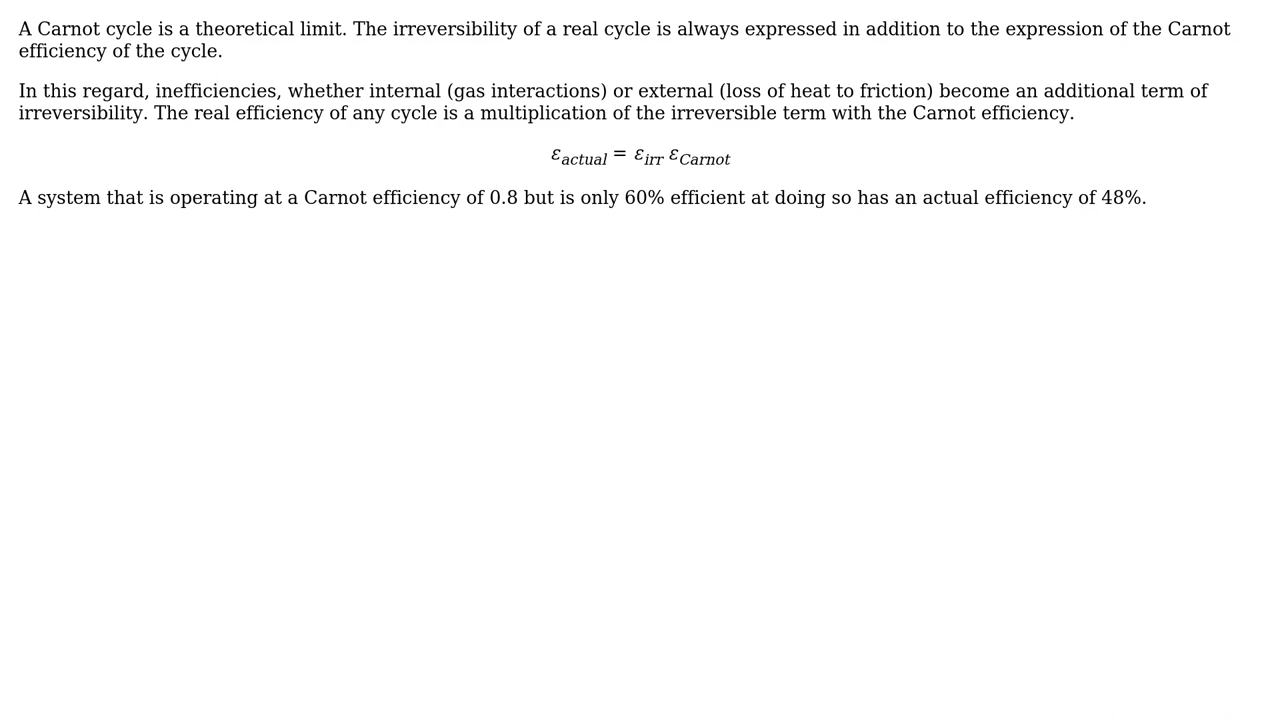 A Carnot cycle is a theoretical limit. The irreversibility of a real cycle is always expressed in addition to the expression of the Carnot
efficiency of the cycle.
In this regard, inefficiencies, whether internal (gas interactions) or external (loss of heat to friction) become an additional term of
irreversibility. The real efficiency of any cycle is a multiplication of the irreversible term with the Carnot efficiency.
ε_actual = ε_irr ε_Carnot
A system that is operating at a Carnot efficiency of 0.8 but is only 60% efficient at doing so has an actual efficiency of 48%.